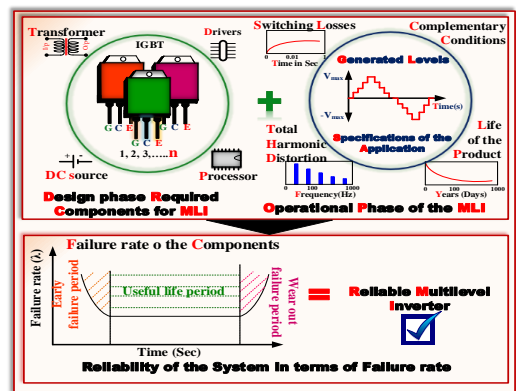 Transformer
IGBT
Drivers
G C E
G C E
G C E
1, 2, 3,.....n
DC source
+ -
Processor
Design phase Required
Components for MLI
Switching Losses
0 0.01
Time in Sec
Complementary
Conditions
Generated Levels
Vmax
-Vmax
Time(s)
Specifications of the
Application
Total
Harmonic
Distortion
0 500 1000
Frequency(Hz)
Life
of the
Product
0 500 1000
Years (Days)
Operational Phase of the MLI
Failure rate o the Components
Failure rate (λ)
Early
failure period
Useful life period
Wear out
failure period
Time (Sec)
Reliable Multilevel
Inverter
Reliability of the System in terms of Failure rate